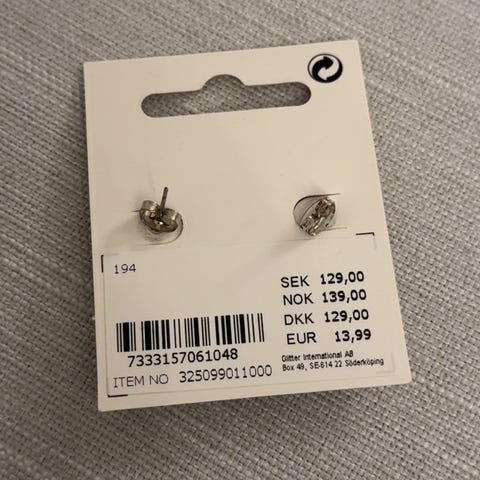 194
SEK 129,00
NOK 139,00
DKK 129,00
EUR 13,99
7333157061048
Glitter International AB
Box 49, SE-614 22 Söderköping
ITEM NO 325099011000